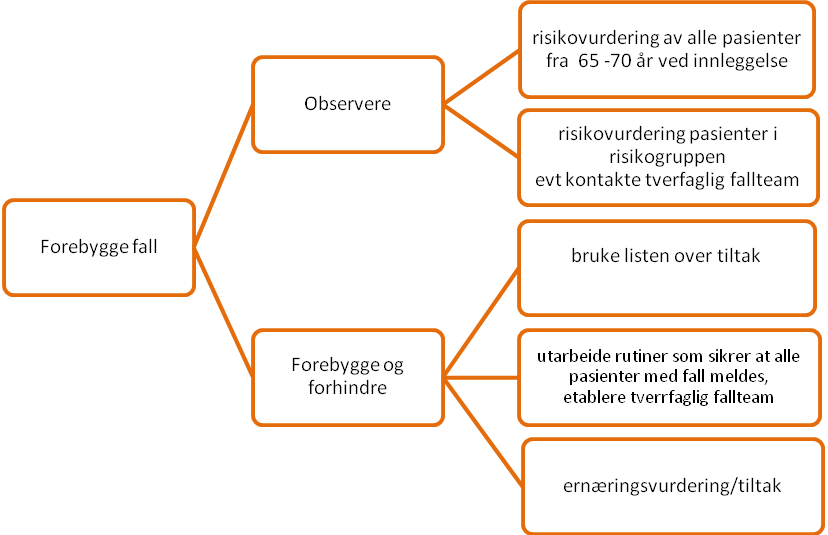 Forebygge fall
Observere
risikovurdering av alle pasienter
fra 65 -70 år ved innleggelse
risikovurdering pasienter i
risikogruppen
evt kontakte tverfaglig fallteam
Forebygge og
forhindre
bruke listen over tiltak
utarbeide rutiner som sikrer at alle
pasienter med fall meldes,
etablere tverrfaglig fallteam
ernæringsvurdering/tiltak